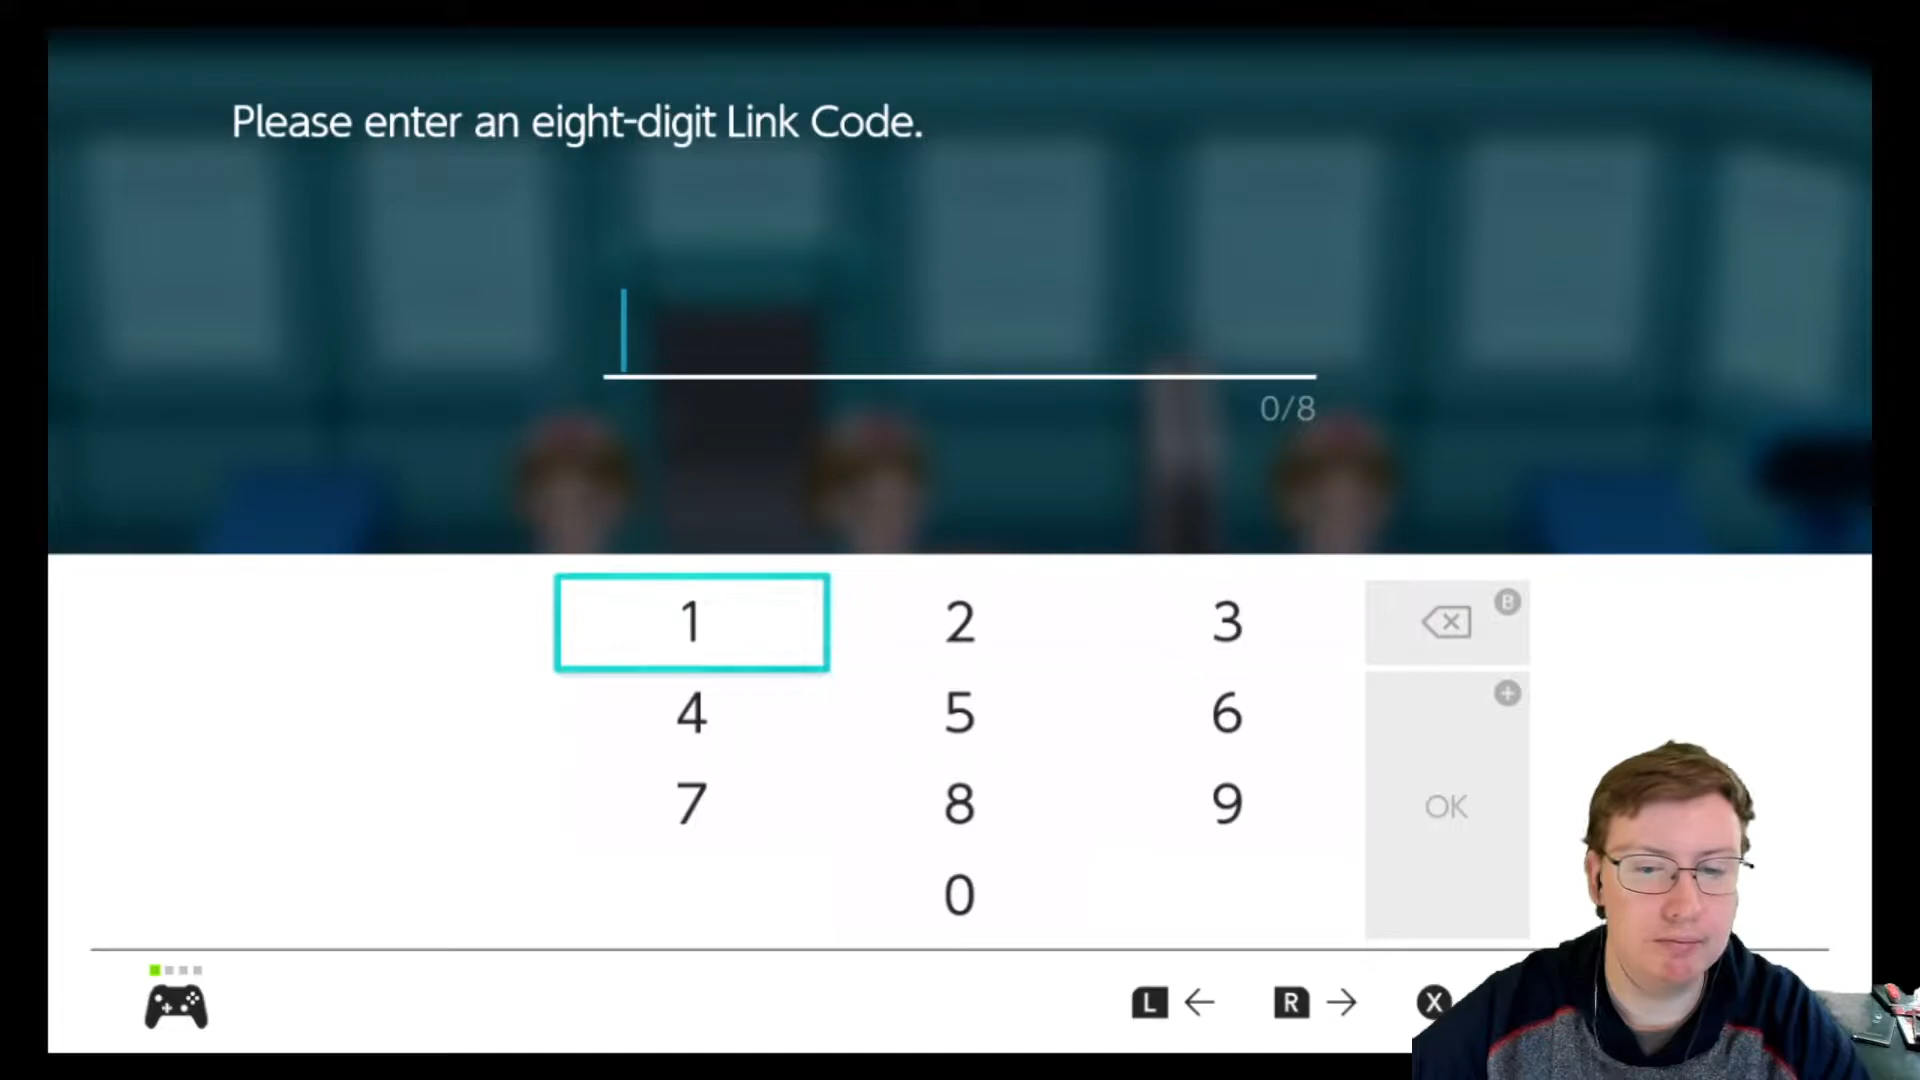 Please enter an eight-digit Link Code.
0/8
1 2 3 B
4 5 6 +
7 8 9 OK
0
L ← R → X